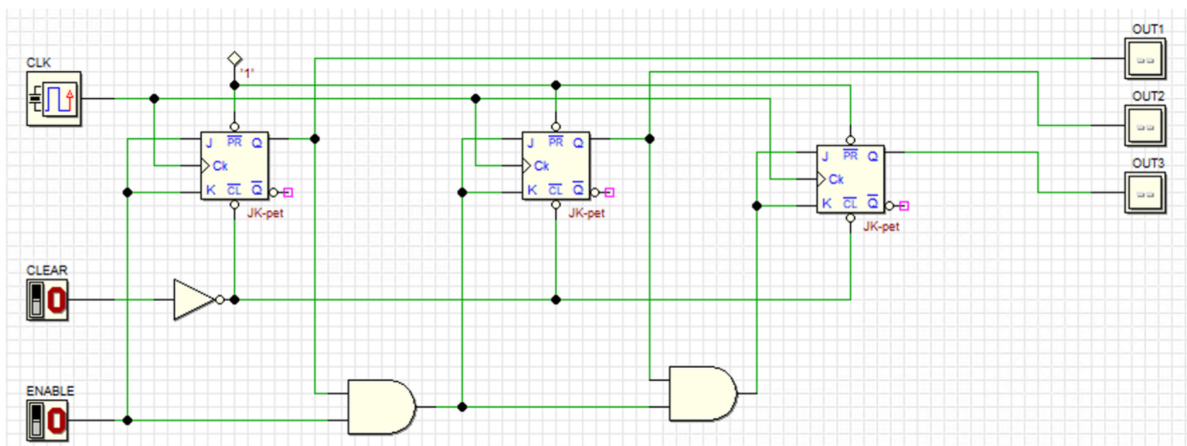 OUT1
CLK
'1'
OUT2
J PR Q
J PR Q
J PR Q
OUT3
Ck
Ck
Ck
K CL Q
K CL Q
K CL Q
JK-pet
JK-pet
JK-pet
CLEAR
0
ENABLE
0